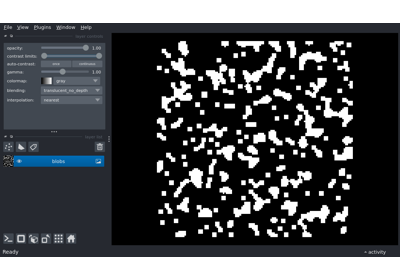 File View Plugins Window Help
opacity: 1.00
contrast limits:
auto-contrast: once continuous
gamma: 1.00
colormap: gray
blending: translucent_no_depth
interpolation: nearest
blobs
Ready
activity